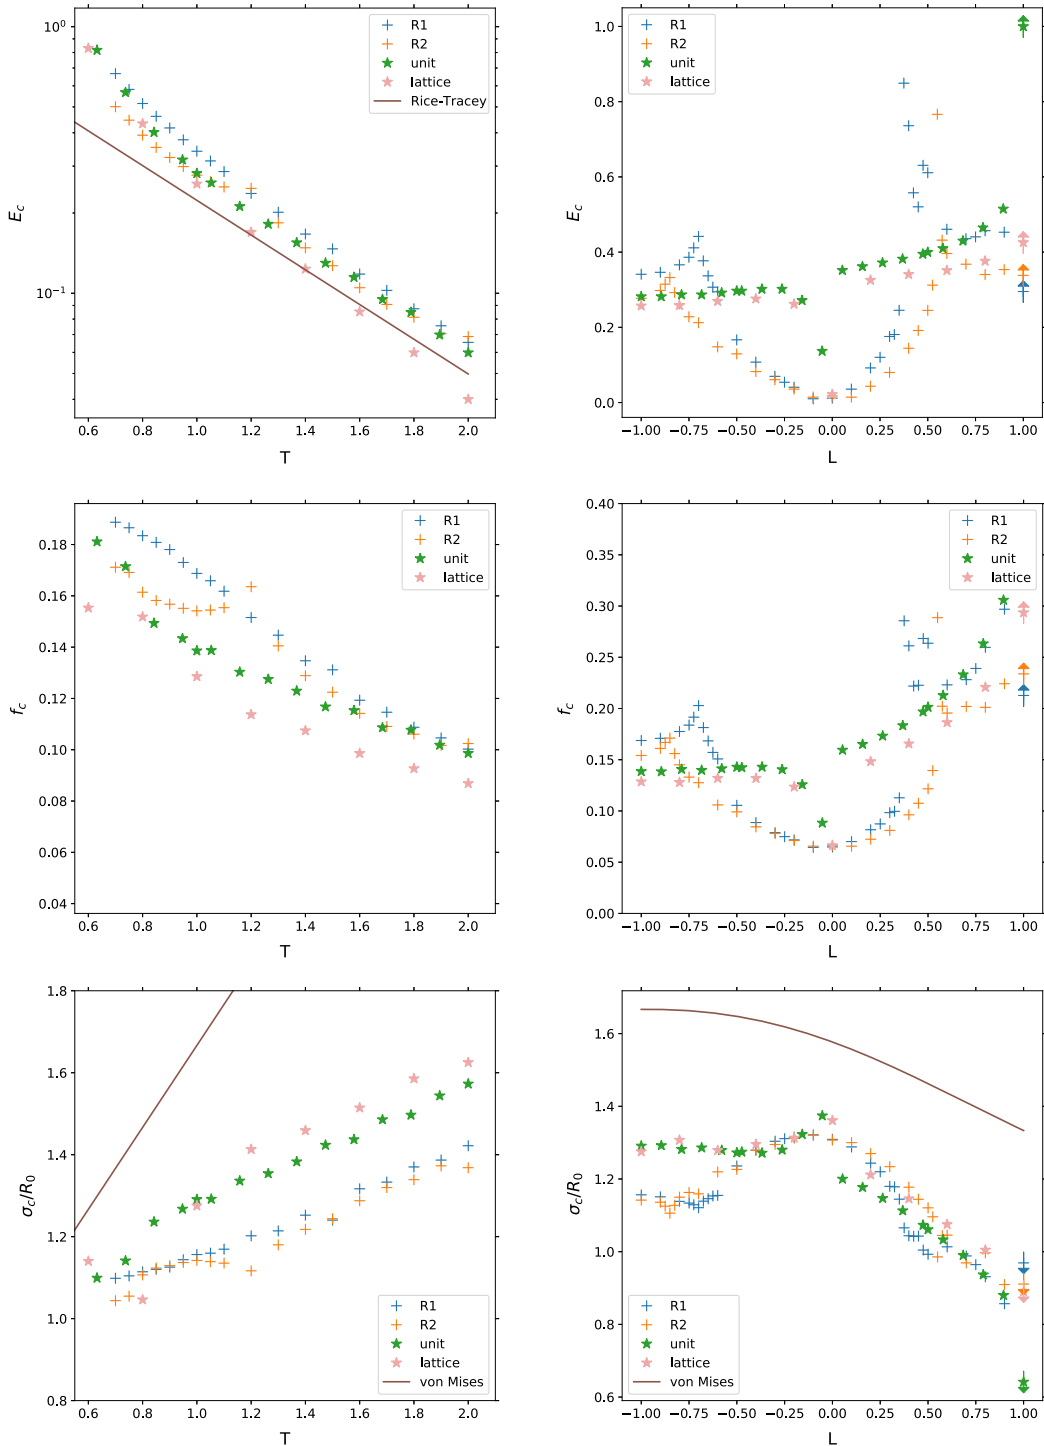 10⁰
10⁻¹
E_c
0.6 0.8 1.0 1.2 1.4 1.6 1.8 2.0
T
R1
R2
unit
lattice
Rice-Tracey
1.0
0.8
0.6
0.4
0.2
0.0
E_c
−1.00 −0.75 −0.50 −0.25 0.00 0.25 0.50 0.75 1.00
L
R1
R2
unit
lattice
0.18
0.16
0.14
0.12
0.10
0.08
0.06
0.04
f_c
0.6 0.8 1.0 1.2 1.4 1.6 1.8 2.0
T
R1
R2
unit
lattice
0.40
0.35
0.30
0.25
0.20
0.15
0.10
0.05
0.00
f_c
−1.00 −0.75 −0.50 −0.25 0.00 0.25 0.50 0.75 1.00
L
R1
R2
unit
lattice
1.8
1.6
1.4
1.2
1.0
0.8
σ_c/R_0
0.6 0.8 1.0 1.2 1.4 1.6 1.8 2.0
T
R1
R2
unit
lattice
von Mises
1.6
1.4
1.2
1.0
0.8
0.6
σ_c/R_0
−1.00 −0.75 −0.50 −0.25 0.00 0.25 0.50 0.75 1.00
L
R1
R2
unit
lattice
von Mises